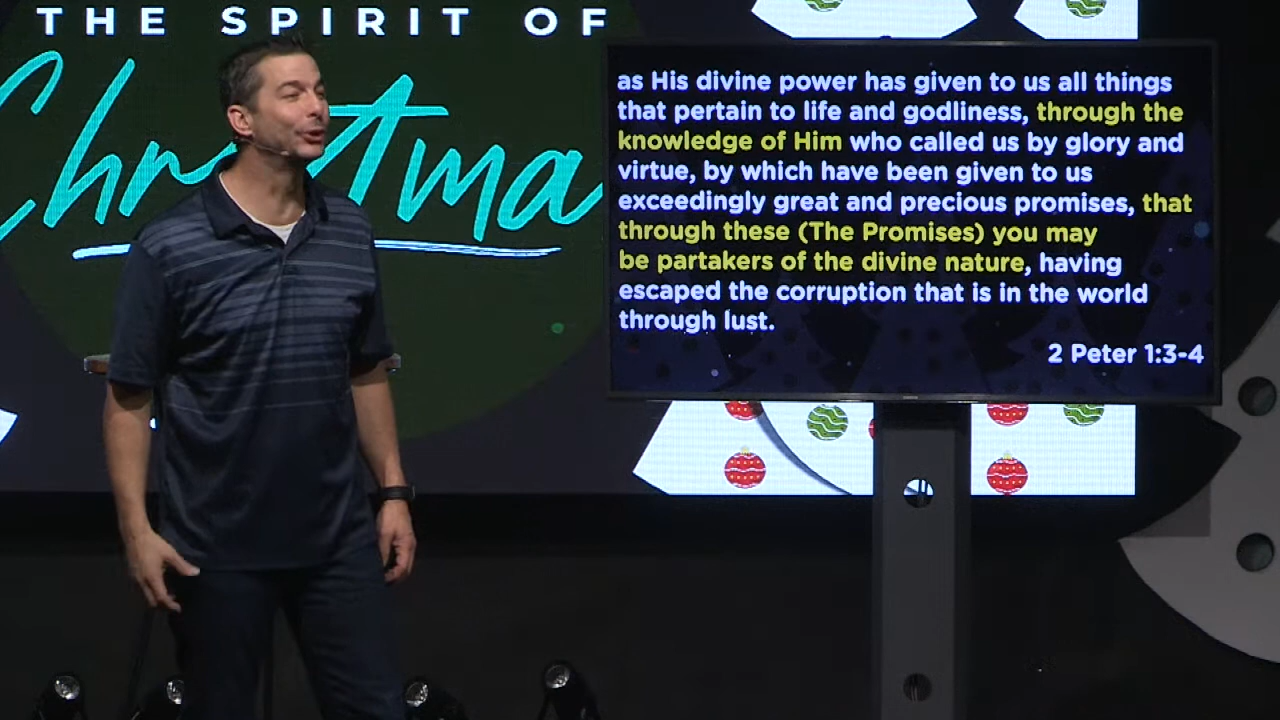 THE SPIRIT OF
Christmas
as His divine power has given to us all things
that pertain to life and godliness, through the
knowledge of Him who called us by glory and
virtue, by which have been given to us
exceedingly great and precious promises, that
through these (The Promises) you may
be partakers of the divine nature, having
escaped the corruption that is in the world
through lust.
2 Peter 1:3-4